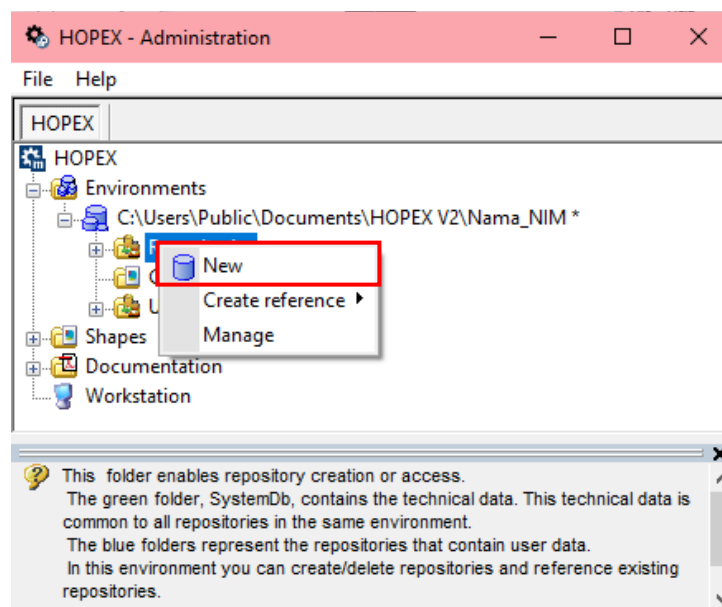 HOPEX - Administration
File Help
HOPEX
HOPEX
Environments
C:\Users\Public\Documents\HOPEX V2\Nama_NIM *
New
Create reference
Manage
Shapes
Documentation
Workstation
This folder enables repository creation or access.
The green folder, SystemDb, contains the technical data. This technical data is
common to all repositories in the same environment.
The blue folders represent the repositories that contain user data.
In this environment you can create/delete repositories and reference existing
repositories.